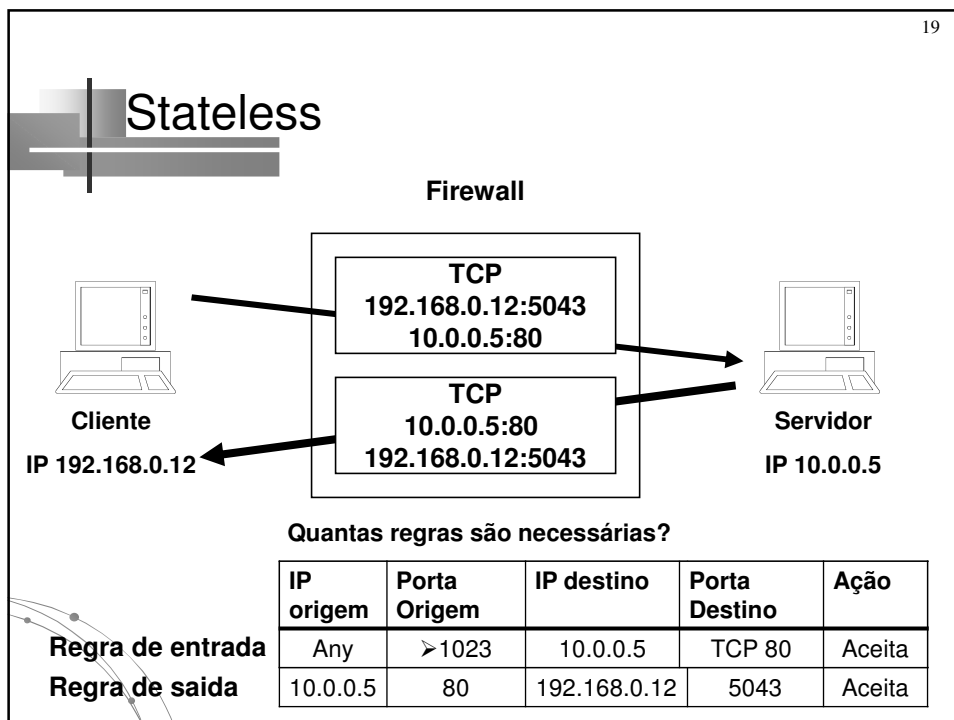 19
Stateless
Firewall
TCP
192.168.0.12:5043
10.0.0.5:80
TCP
10.0.0.5:80
192.168.0.12:5043
Cliente
IP 192.168.0.12
Servidor
IP 10.0.0.5
Quantas regras são necessárias?
IP origem Porta Origem IP destino Porta Destino Ação
Regra de entrada Any ➢1023 10.0.0.5 TCP 80 Aceita
Regra de saida 10.0.0.5 80 192.168.0.12 5043 Aceita